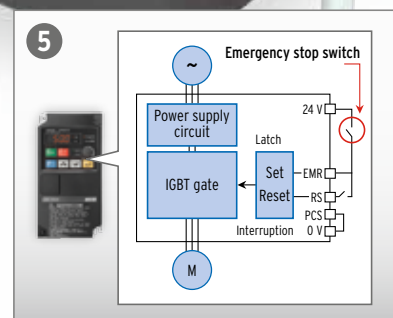 5
Emergency stop switch
~
24 V
Power supply
circuit
Latch
IGBT gate
Set
Reset
EMR
RS
PCS
Interruption
0 V
M